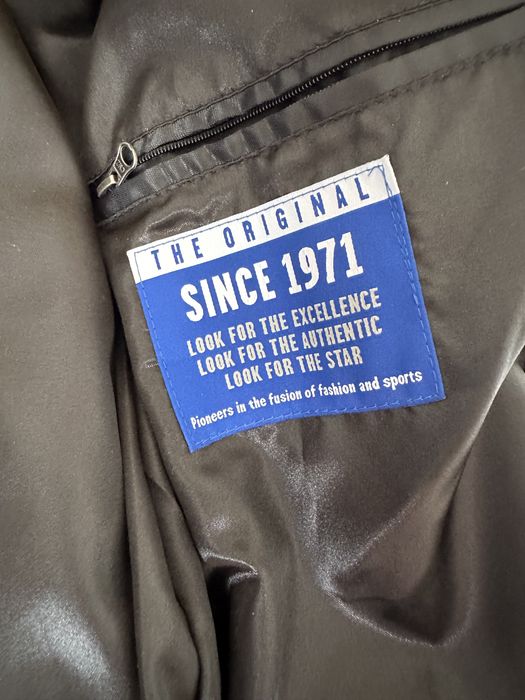 THE ORIGINAL
SINCE 1971
LOOK FOR THE EXCELLENCE
LOOK FOR THE AUTHENTIC
LOOK FOR THE STAR
Pioneers in the fusion of fashion and sports